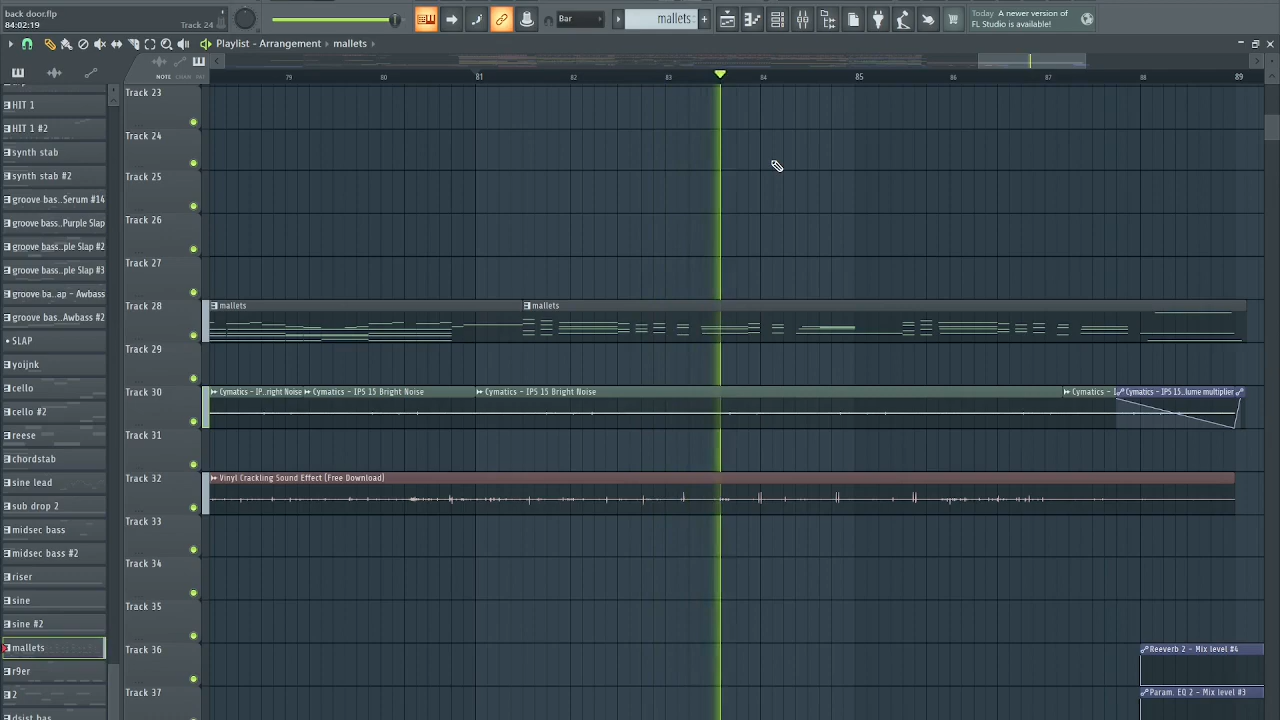 back door.flp
84:02:19
Track 24
Bar
mallets
Today
A newer version of
FL Studio is available!
Playlist - Arrangement
mallets
NOTE
CHAN
PAT
79
80
81
82
83
84
85
86
87
88
89
HIT 1
HIT 1 #2
synth stab
synth stab #2
groove bas..Serum #14
groove bass..Purple Slap
groove bas..ple Slap #2
groove bas..ple Slap #3
groove ba..ap - Awbass
groove bas..Awbass #2
SLAP
yoijnk
cello
cello #2
reese
chordstab
sine lead
sub drop 2
midsec bass
midsec bass #2
riser
sine
sine #2
mallets
r9er
2
Track 23
Track 24
Track 25
Track 26
Track 27
Track 28
mallets
mallets
Track 29
Track 30
Cymatics - IP..right Noise
Cymatics - IPS 15 Bright Noise
Cymatics - IPS 15 Bright Noise
Cymatics - I
Cymatics - IPS 15..lume multiplier
Track 31
Track 32
Vinyl Crackling Sound Effect (Free Download)
Track 33
Track 34
Track 35
Track 36
Reeverb 2 - Mix level #4
Track 37
Param. EQ 2 - Mix level #3